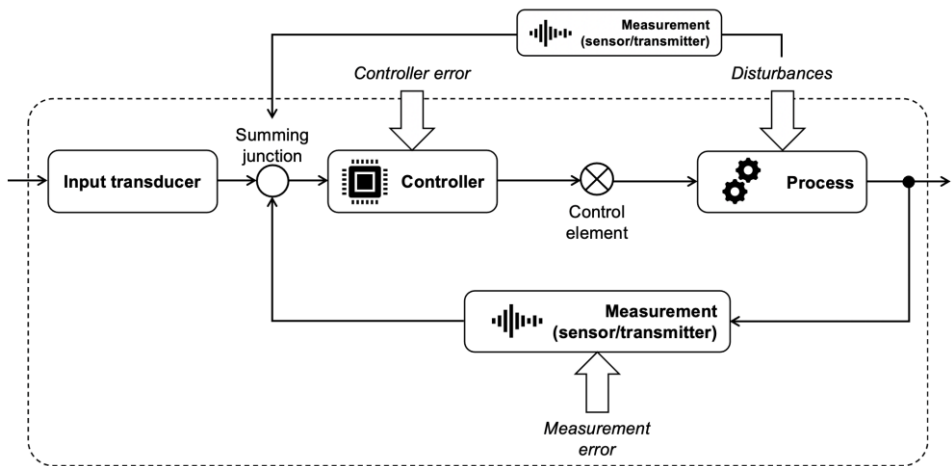 Measurement
(sensor/transmitter)
Controller error
Disturbances
Summing
junction
Input transducer
Controller
Process
Control
element
Measurement
(sensor/transmitter)
Measurement
error